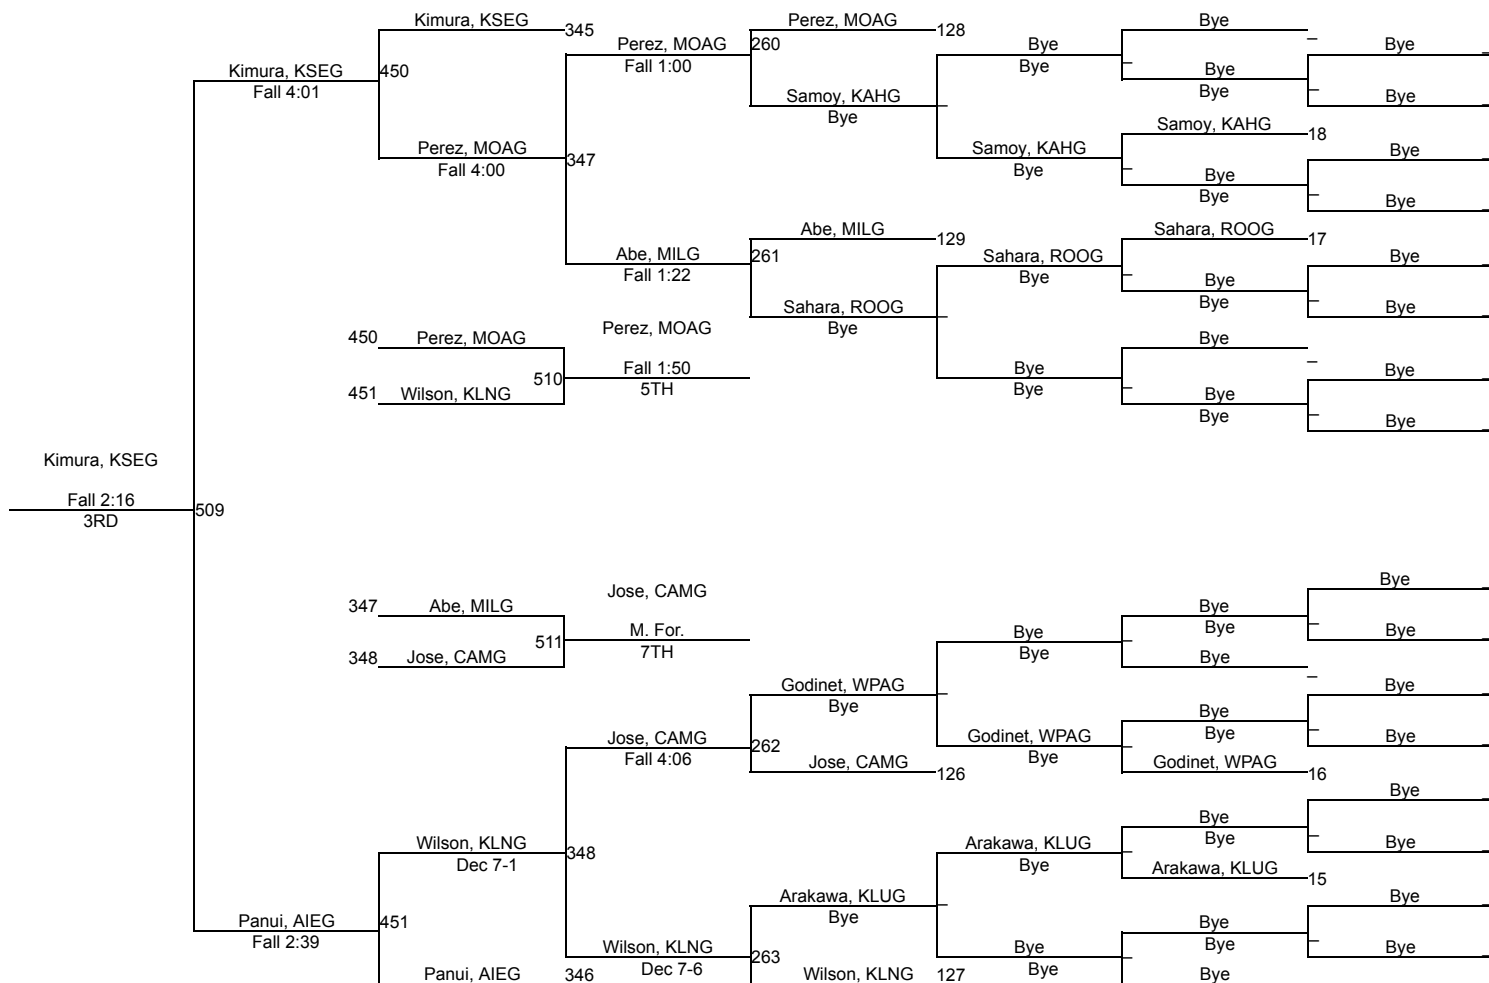 Kimura, KSEG
345
Perez, MOAG
128
Bye
Perez, MOAG
260
Fall 1:00
Bye
Bye
Bye
Kimura, KSEG
450
Fall 4:01
Bye
Bye
Samoy, KAHG
Bye
Bye
Samoy, KAHG
18
Perez, MOAG
347
Fall 4:00
Samoy, KAHG
Bye
Bye
Bye
Bye
Bye
Abe, MILG
129
Sahara, ROOG
17
Abe, MILG
261
Fall 1:22
Sahara, ROOG
Bye
Bye
Bye
Bye
Bye
Sahara, ROOG
Bye
450
Perez, MOAG
Perez, MOAG
Bye
510
Fall 1:50
5TH
Bye
Bye
Bye
451
Wilson, KLNG
Bye
Bye
Bye
Kimura, KSEG
Fall 2:16
3RD
509
Bye
347
Abe, MILG
Jose, CAMG
Bye
Bye
511
M. For.
7TH
Bye
Bye
Bye
348
Jose, CAMG
Bye
Godinet, WPAG
Bye
Bye
Bye
Bye
Jose, CAMG
262
Fall 4:06
Godinet, WPAG
Bye
Bye
Jose, CAMG
126
Godinet, WPAG
16
Bye
Bye
Bye
Wilson, KLNG
348
Dec 7-1
Arakawa, KLUG
Bye
Bye
Arakawa, KLUG
15
Arakawa, KLUG
Bye
Bye
Panui, AIEG
451
Fall 2:39
Bye
Bye
Wilson, KLNG
263
Dec 7-6
Bye
Bye
Bye
Panui, AIEG
346
Wilson, KLNG
127
Bye